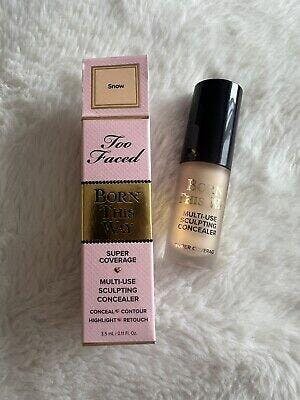 Snow
Too
Faced
BORN
THIS
WAY
SUPER
COVERAGE
MULTI-USE
SCULPTING
CONCEALER
CONCEAL CONTOUR
HIGHLIGHT RETOUCH
3.5 mL / 0.11 Fl. Oz.
BORN
THIS WAY
MULTI-USE
SCULPTING
CONCEALER
SUPER COVERAGE